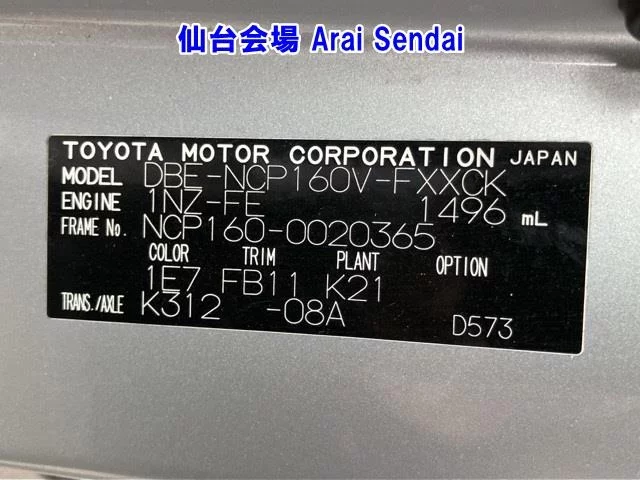 仙台会場 Arai Sendai
TOYOTA MOTOR CORPORATION JAPAN
MODEL DBE-NCP160V-FXXCK
ENGINE 1NZ-FE 1496 mL
FRAME No. NCP160-0020365
COLOR TRIM PLANT OPTION
1E7 FB11 K21
TRANS./AXLE K312 -08A
D573